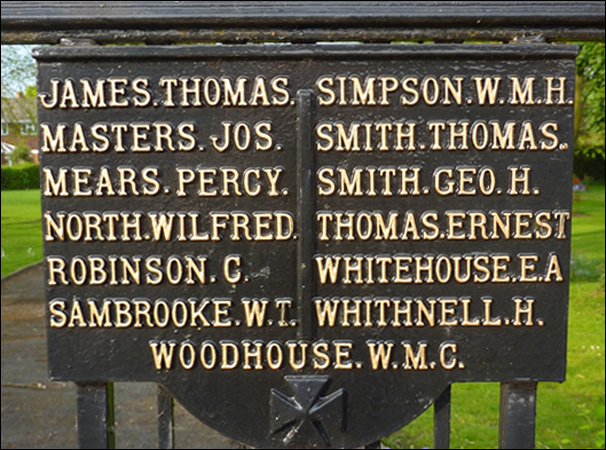 JAMES.THOMAS.
MASTERS. JOS.
MEARS. PERCY.
NORTH.WILFRED.
ROBINSON. G.
SAMBROOKE.W.T.
SIMPSON.W.M.H.
SMITH.THOMAS.
SMITH.GEO.H.
THOMAS.ERNEST
WHITEHOUSE.E.A
WHITHNELL.H.
WOODHOUSE.W.M.C.